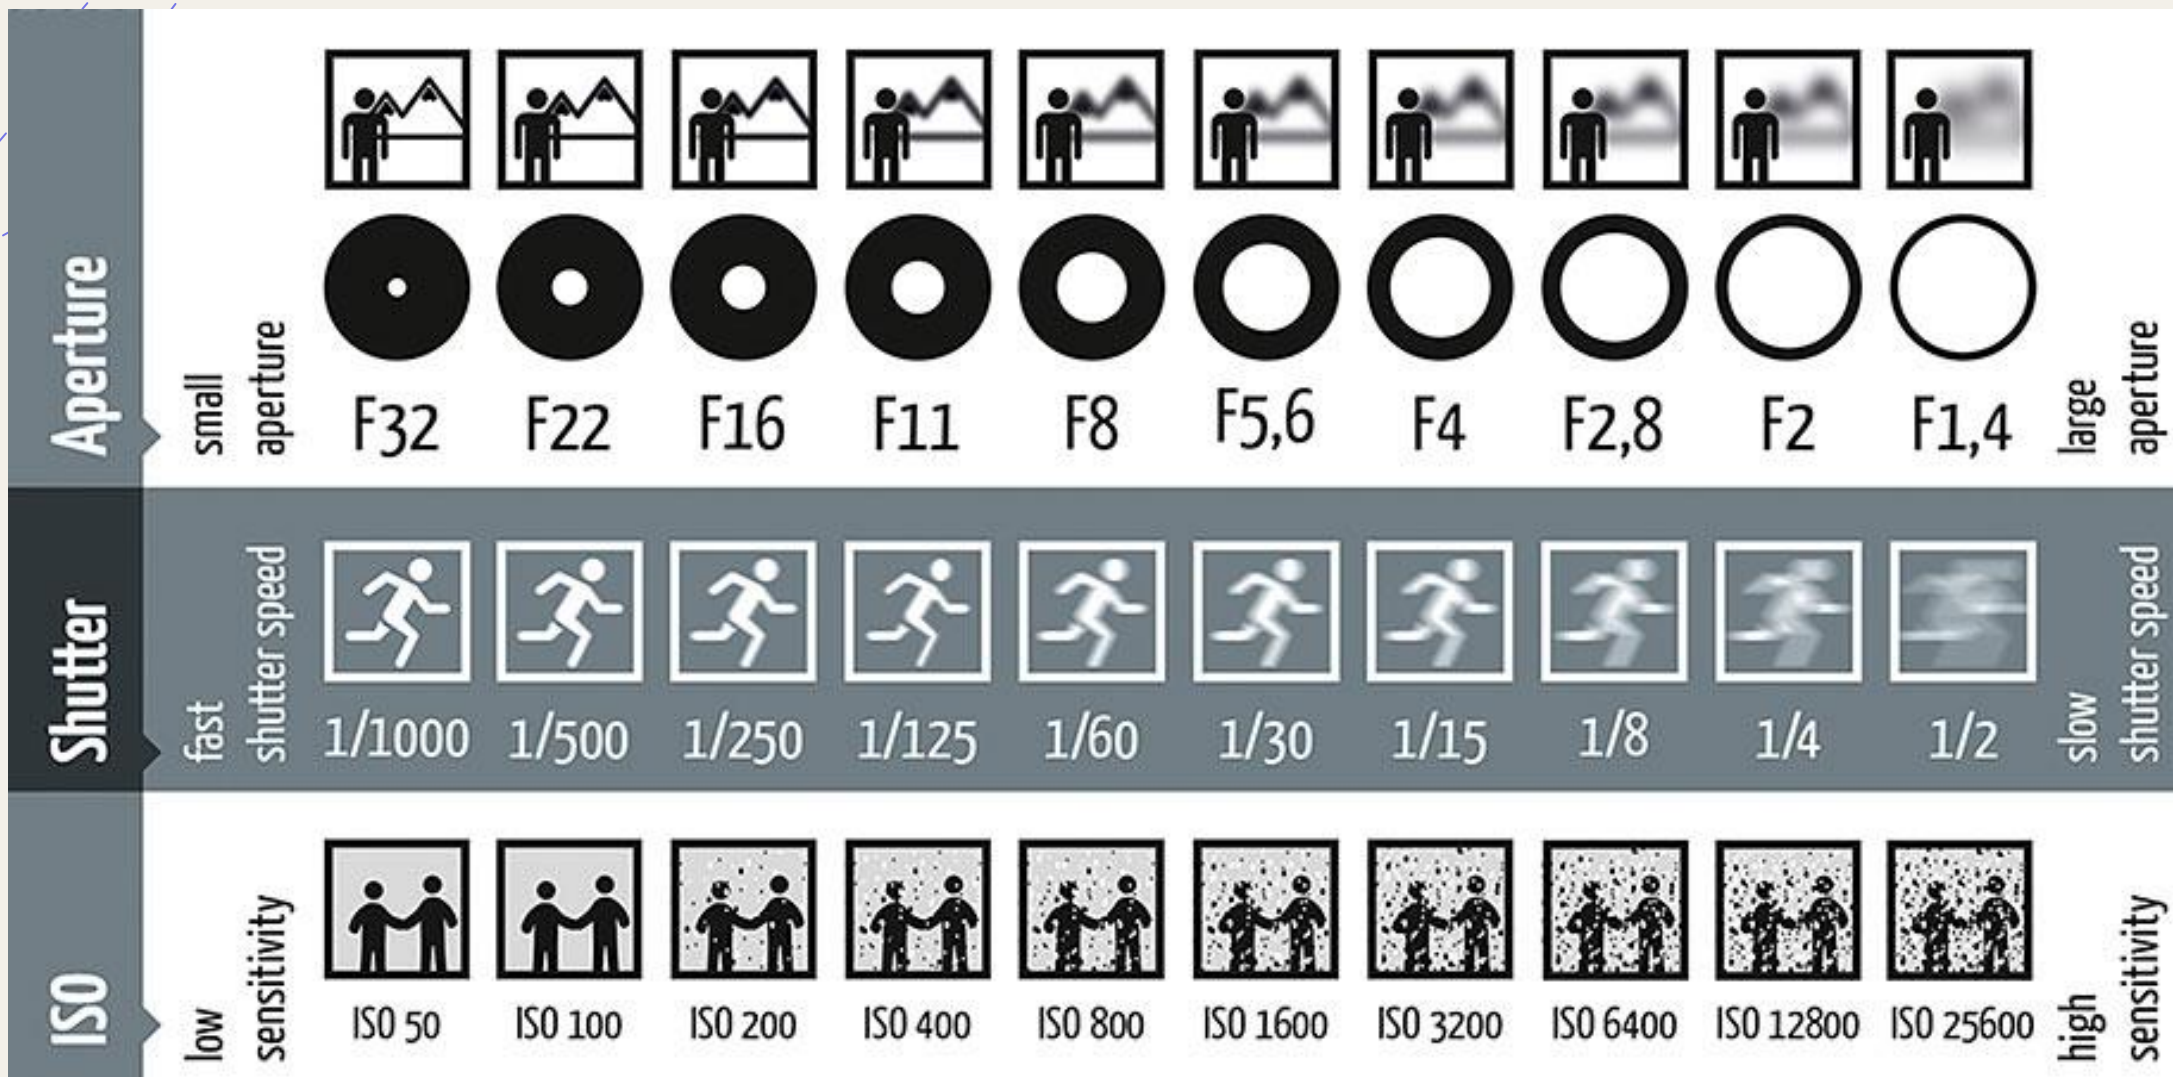 Aperture
small
aperture
F32 F22 F16 F11 F8 F5,6 F4 F2,8 F2 F1,4
large
aperture
Shutter
fast
shutter speed
1/1000 1/500 1/250 1/125 1/60 1/30 1/15 1/8 1/4 1/2
slow
shutter speed
ISO
low
sensitivity
ISO 50 ISO 100 ISO 200 ISO 400 ISO 800 ISO 1600 ISO 3200 ISO 6400 ISO 12800 ISO 25600
high
sensitivity